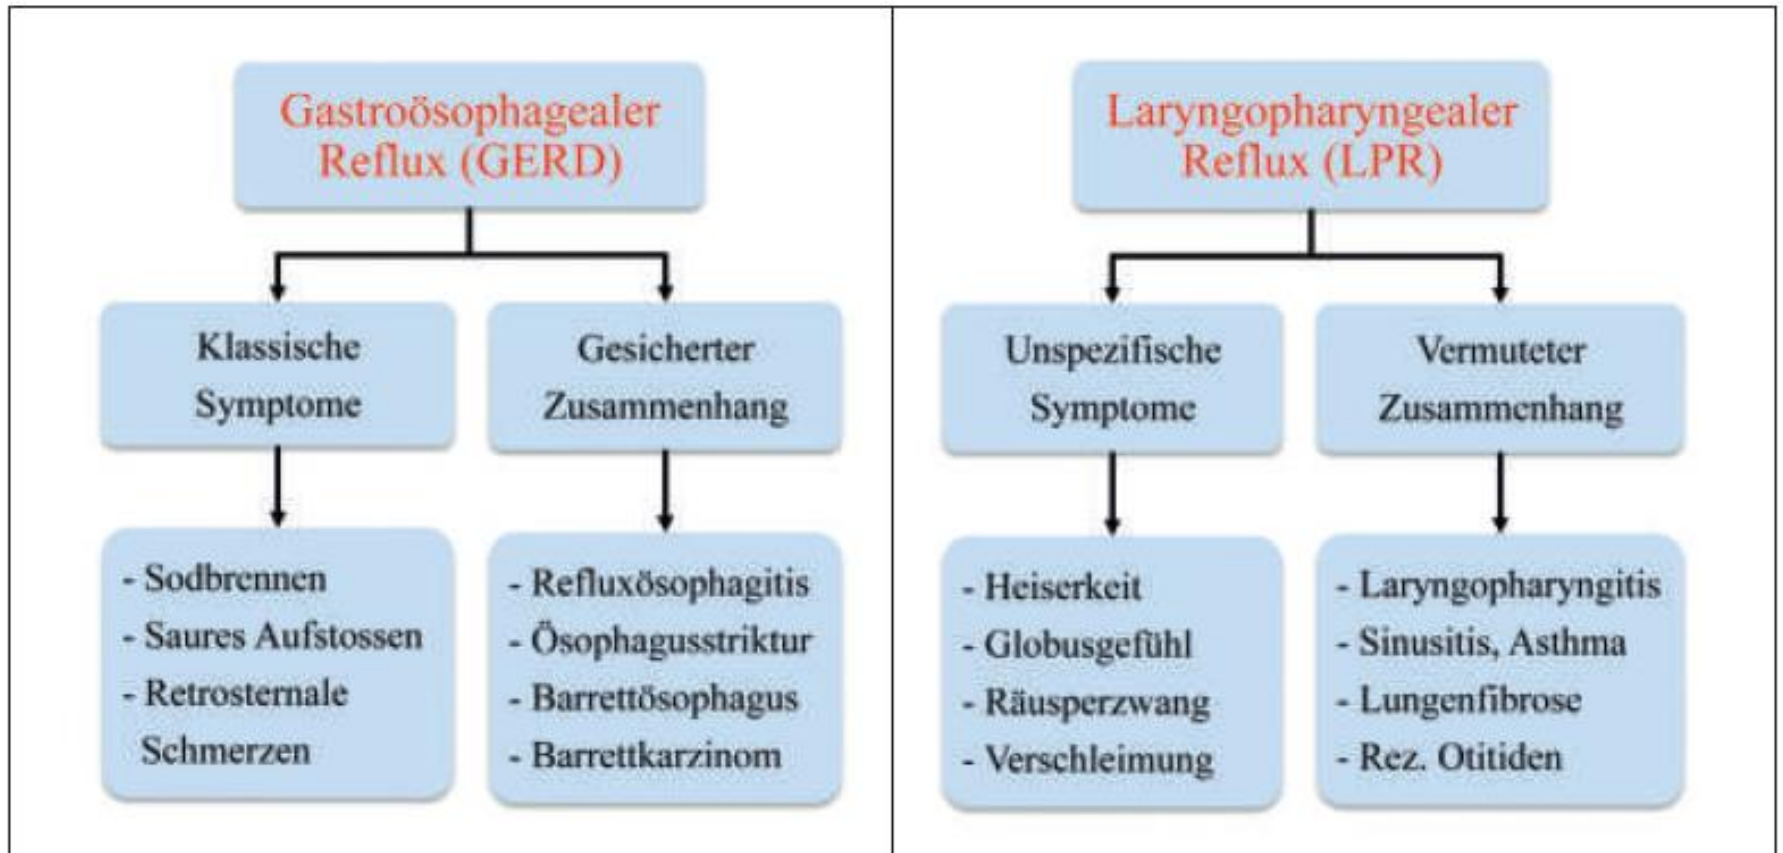 Gastroösophagealer
Reflux (GERD)
Klassische
Symptome
Gesicherter
Zusammenhang
- Sodbrennen
- Saures Aufstossen
- Retrosternale
Schmerzen
- Refluxösophagitis
- Ösophagusstriktur
- Barrettösophagus
- Barrettkarzinom
Laryngopharyngealer
Reflux (LPR)
Unspezifische
Symptome
Vermuteter
Zusammenhang
- Heiserkeit
- Globusgefühl
- Räusperzwang
- Verschleimung
- Laryngopharyngitis
- Sinusitis, Asthma
- Lungenfibrose
- Rez. Otitiden